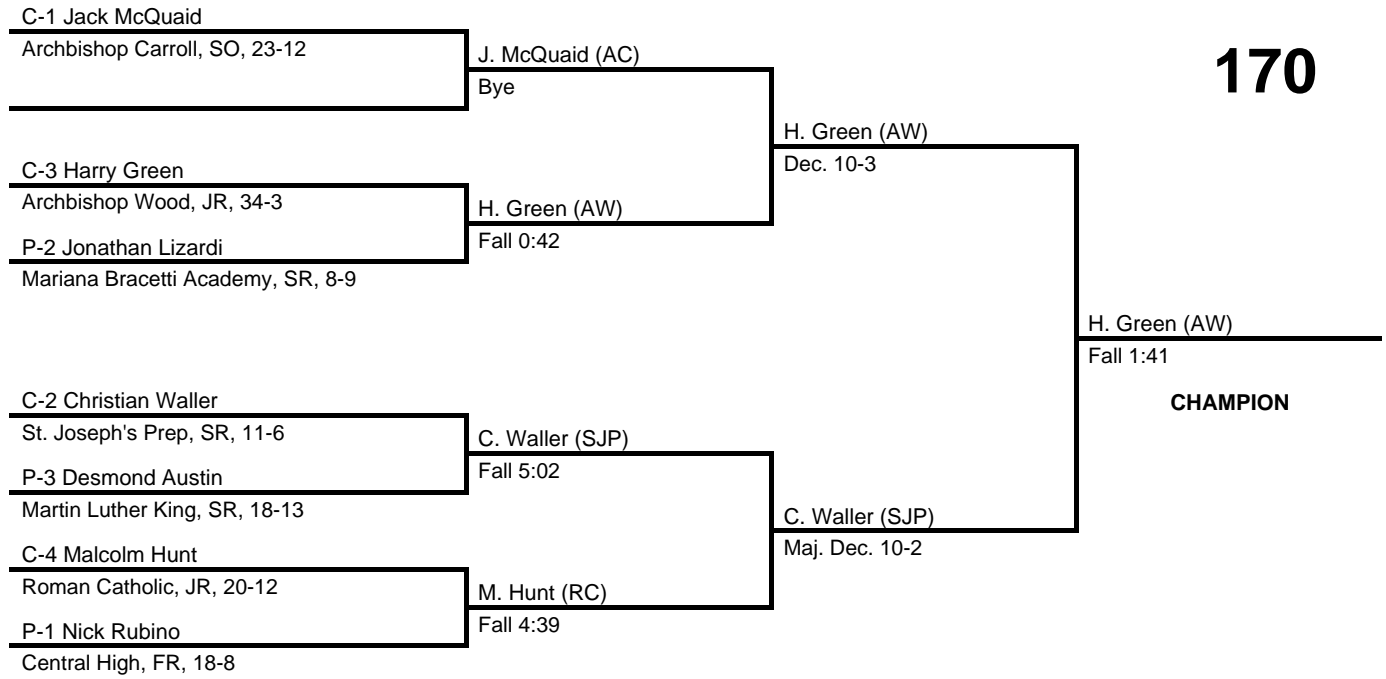 C-1 Jack McQuaid
Archbishop Carroll, SO, 23-12
J. McQuaid (AC)
Bye
170
H. Green (AW)
Dec. 10-3
C-3 Harry Green
Archbishop Wood, JR, 34-3
H. Green (AW)
Fall 0:42
P-2 Jonathan Lizardi
Mariana Bracetti Academy, SR, 8-9
H. Green (AW)
Fall 1:41
CHAMPION
C-2 Christian Waller
St. Joseph's Prep, SR, 11-6
C. Waller (SJP)
Fall 5:02
P-3 Desmond Austin
Martin Luther King, SR, 18-13
C. Waller (SJP)
Maj. Dec. 10-2
C-4 Malcolm Hunt
Roman Catholic, JR, 20-12
M. Hunt (RC)
Fall 4:39
P-1 Nick Rubino
Central High, FR, 18-8